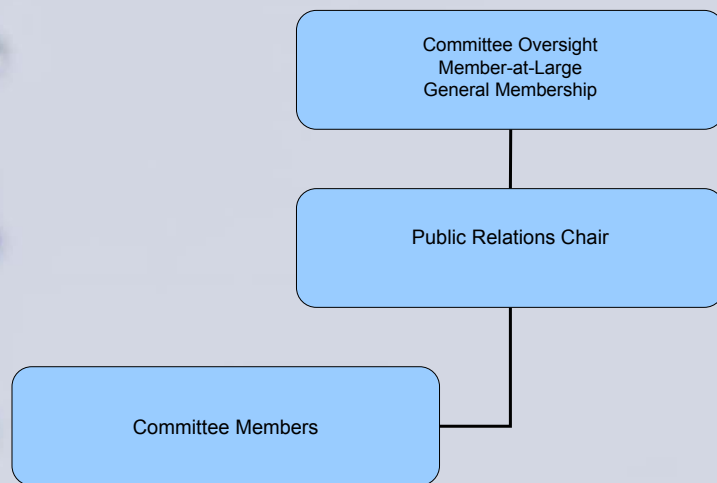 Committee Oversight
Member-at-Large
General Membership
Public Relations Chair
Committee Members